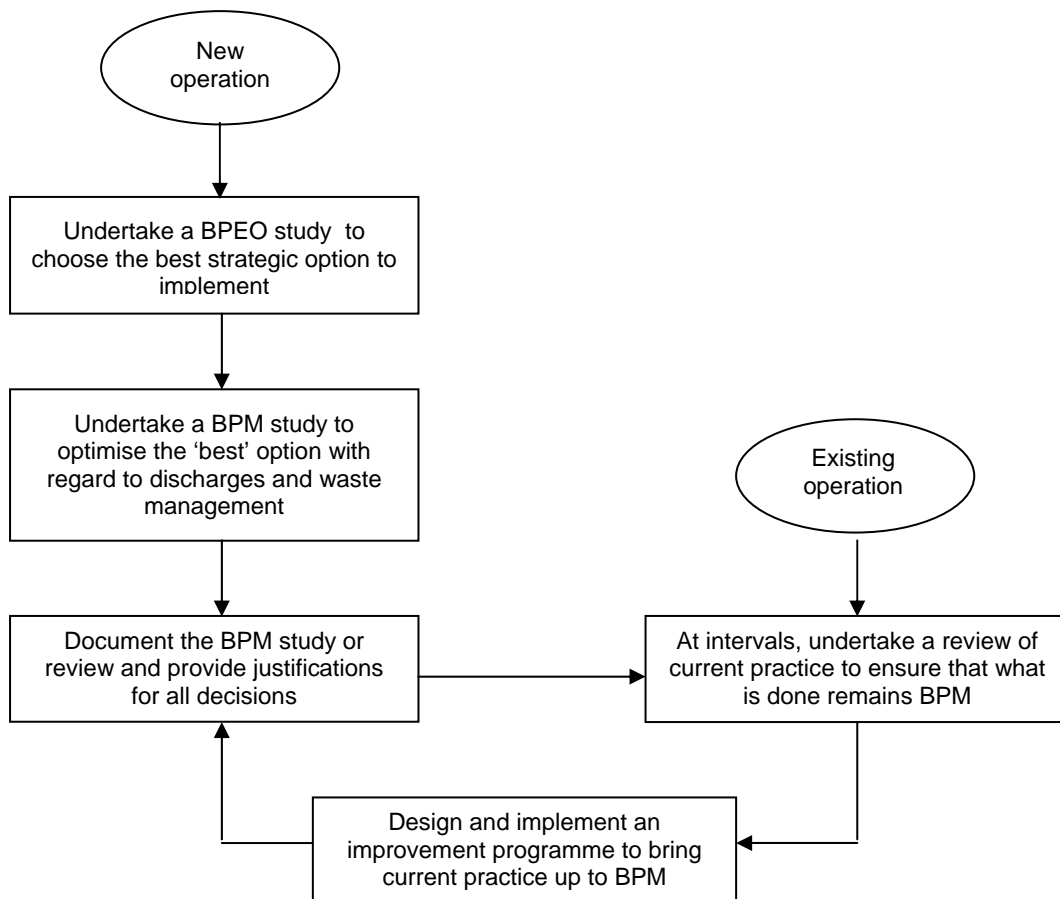 New
operation
Undertake a BPEO study to
choose the best strategic option to
implement
Undertake a BPM study to
optimise the ‘best’ option with
regard to discharges and waste
management
Existing
operation
Document the BPM study or
review and provide justifications
for all decisions
At intervals, undertake a review of
current practice to ensure that what
is done remains BPM
Design and implement an
improvement programme to bring
current practice up to BPM